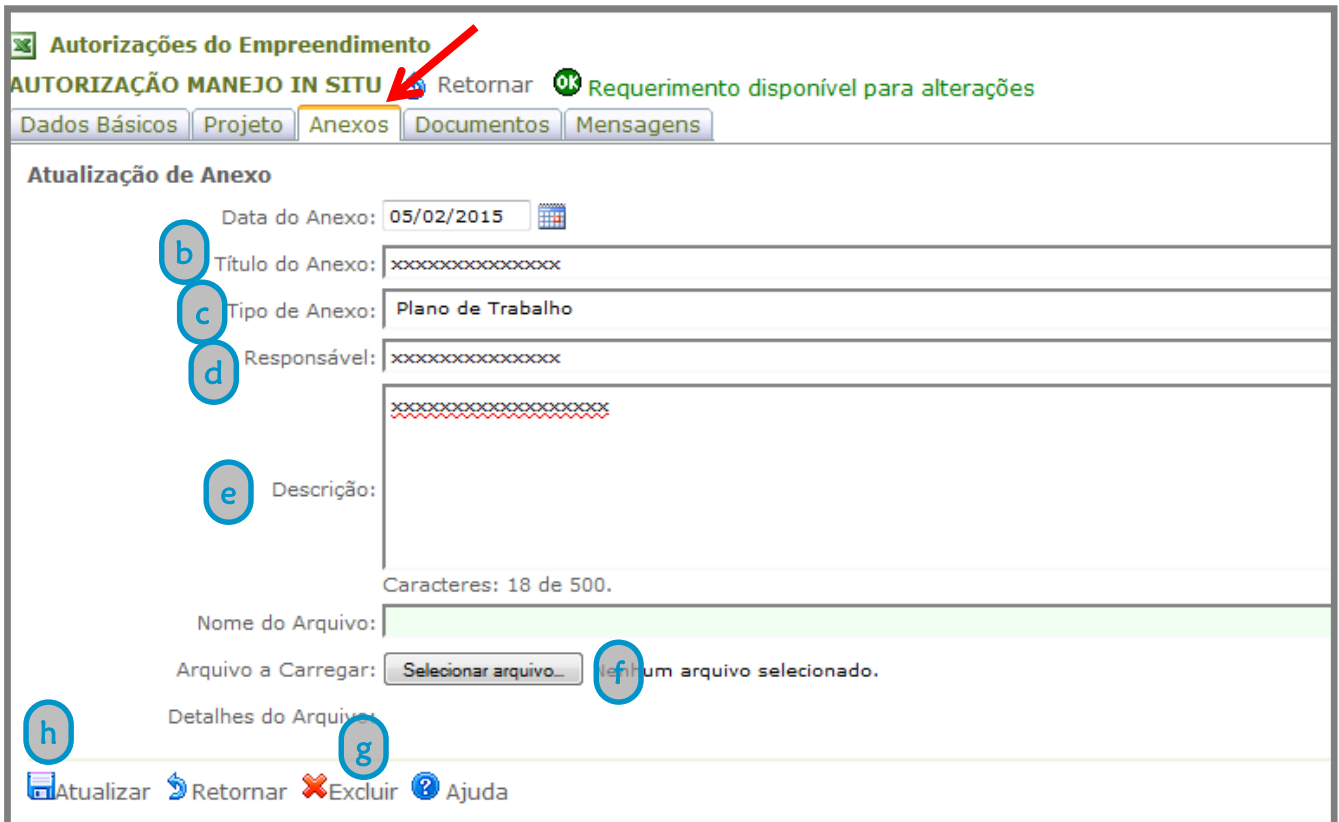 Autorizações do Empreendimento
AUTORIZAÇÃO MANEJO IN SITU Retornar OK Requerimento disponível para alterações
Dados Básicos Projeto Anexos Documentos Mensagens
Atualização de Anexo
Data do Anexo: 05/02/2015
b
Título do Anexo: xxxxxxxxxxxxxx
c Tipo de Anexo: Plano de Trabalho
d Responsável: xxxxxxxxxxxxxx
xxxxxxxxxxxxxxxxxx
e Descrição:
Caracteres: 18 de 500.
Nome do Arquivo:
Arquivo a Carregar: Selecionar arquivo... f Nenhum arquivo selecionado.
Detalhes do Arquivo:
h g
Atualizar Retornar Excluir ? Ajuda